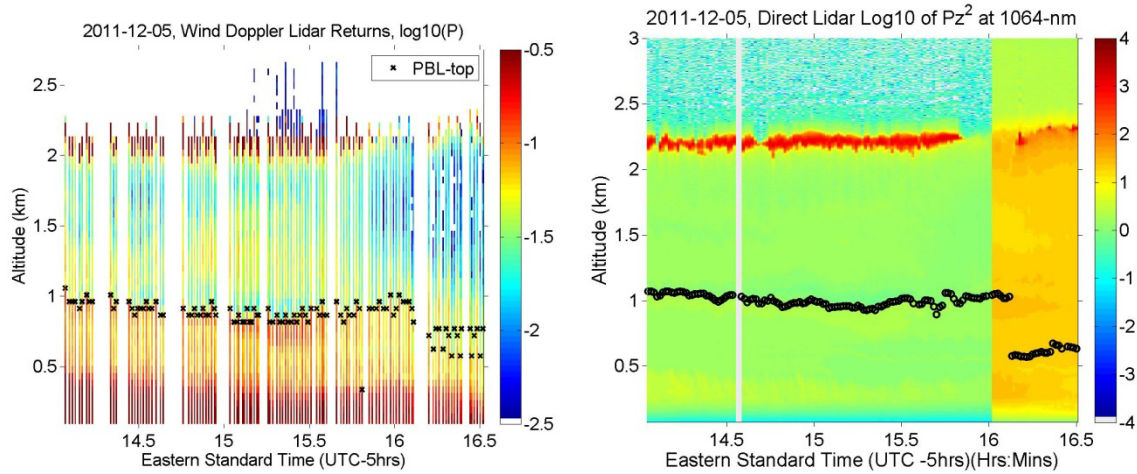 2011-12-05, Wind Doppler Lidar Returns, log10(P)
× PBL-top
Altitude (km)
2.5
2
1.5
1
0.5
14.5 15 15.5 16 16.5
Eastern Standard Time (UTC-5hrs)
-0.5
-1
-1.5
-2
-2.5
2011-12-05, Direct Lidar Log10 of Pz² at 1064-nm
Altitude (km)
3
2.5
2
1.5
1
0.5
14.5 15 15.5 16 16.5
Eastern Standard Time (UTC -5hrs)(Hrs:Mins)
4
3
2
1
0
-1
-2
-3
-4